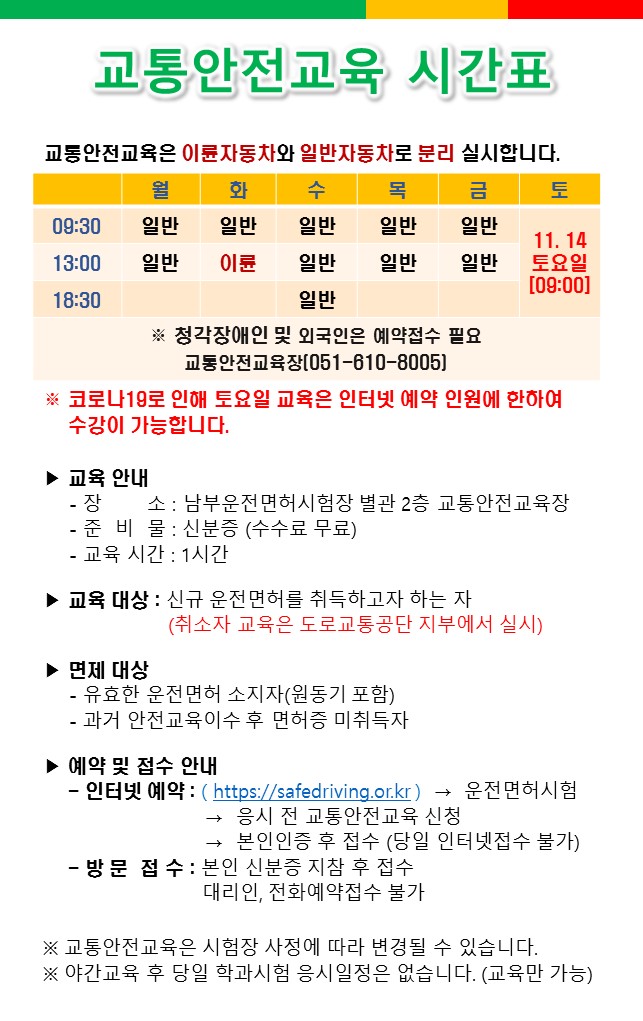 교통안전교육 시간표
교통안전교육은 이륜자동차와 일반자동차로 분리 실시합니다.
월 화 수 목 금 토
09:30 일반 일반 일반 일반 일반
13:00 일반 이륜 일반 일반 일반
18:30 일반
11. 14
토요일
[09:00]
※ 청각장애인 및 외국인은 예약접수 필요
교통안전교육장(051-610-8005)
※ 코로나19로 인해 토요일 교육은 인터넷 예약 인원에 한하여
수강이 가능합니다.
▶ 교육 안내
- 장 소 : 남부운전면허시험장 별관 2층 교통안전교육장
- 준 비 물 : 신분증 (수수료 무료)
- 교육 시간 : 1시간
▶ 교육 대상 : 신규 운전면허를 취득하고자 하는 자
(취소자 교육은 도로교통공단 지부에서 실시)
▶ 면제 대상
- 유효한 운전면허 소지자(원동기 포함)
- 과거 안전교육이수 후 면허증 미취득자
▶ 예약 및 접수 안내
- 인터넷 예약 : ( https://safedriving.or.kr ) → 운전면허시험
→ 응시 전 교통안전교육 신청
→ 본인인증 후 접수 (당일 인터넷접수 불가)
- 방 문 접 수 : 본인 신분증 지참 후 접수
대리인, 전화예약접수 불가
※ 교통안전교육은 시험장 사정에 따라 변경될 수 있습니다.
※ 야간교육 후 당일 학과시험 응시일정은 없습니다. (교육만 가능)